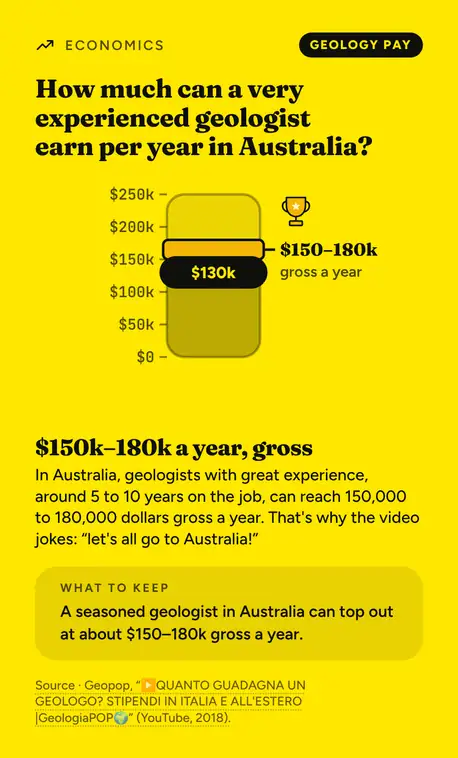 ECONOMICS
GEOLOGY PAY
How much can a very
experienced geologist
earn per year in Australia?
$250k
$200k
$150k
$100k
$50k
$0
$130k
$150–180k
gross a year
$150k–180k a year, gross
In Australia, geologists with great experience,
around 5 to 10 years on the job, can reach 150,000
to 180,000 dollars gross a year. That's why the video
jokes: “let's all go to Australia!”
WHAT TO KEEP
A seasoned geologist in Australia can top out
at about $150–180k gross a year.
Source · Geopop, “▶️QUANTO GUADAGNA UN
GEOLOGO? STIPENDI IN ITALIA E ALL'ESTERO
|GeologiaPOP🌍” (YouTube, 2018).